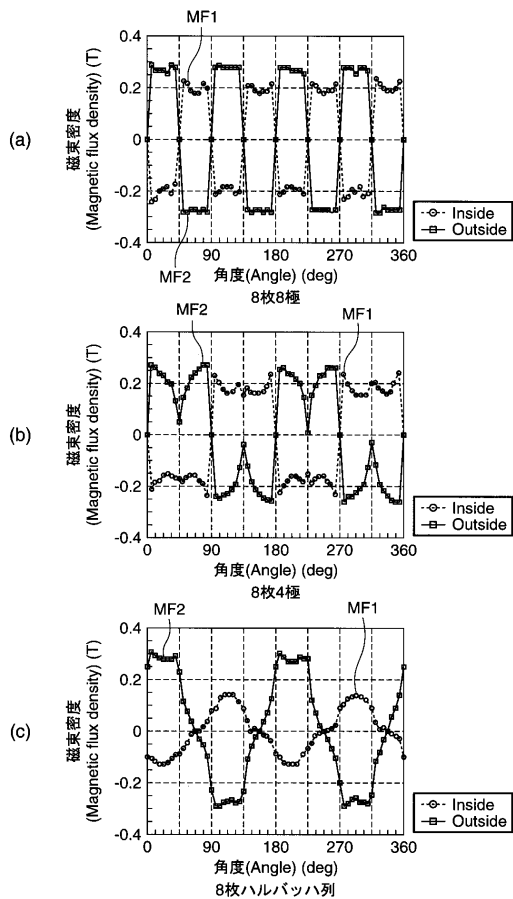 (a)
MF1
0.4
0.2
0
-0.2
-0.4
磁束密度
(Magnetic flux density) (T)
0 90 180 270 360
MF2
角度(Angle) (deg)
8枚8極
Inside
Outside
(b)
MF2
MF1
0.4
0.2
0
-0.2
-0.4
磁束密度
(Magnetic flux density) (T)
0 90 180 270 360
角度(Angle) (deg)
8枚4極
Inside
Outside
(c)
MF2
MF1
0.4
0.2
0
-0.2
-0.4
磁束密度
(Magnetic flux density) (T)
0 90 180 270 360
角度(Angle) (deg)
8枚ハルバッハ列
Inside
Outside